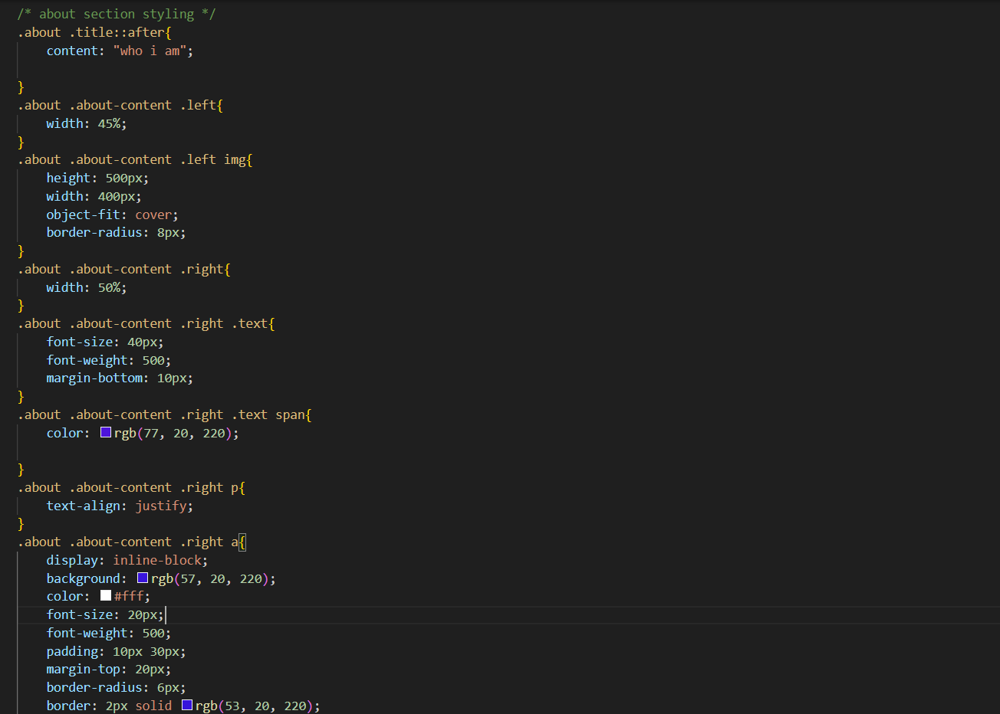 /* about section styling */
.about .title::after{
    content: "who i am";

}
.about .about-content .left{
    width: 45%;
}
.about .about-content .left img{
    height: 500px;
    width: 400px;
    object-fit: cover;
    border-radius: 8px;
}
.about .about-content .right{
    width: 50%;
}
.about .about-content .right .text{
    font-size: 40px;
    font-weight: 500;
    margin-bottom: 10px;
}
.about .about-content .right .text span{
    color: rgb(77, 20, 220);

}
.about .about-content .right p{
    text-align: justify;
}
.about .about-content .right a{
    display: inline-block;
    background: rgb(57, 20, 220);
    color: #fff;
    font-size: 20px;
    font-weight: 500;
    padding: 10px 30px;
    margin-top: 20px;
    border-radius: 6px;
    border: 2px solid rgb(53, 20, 220);